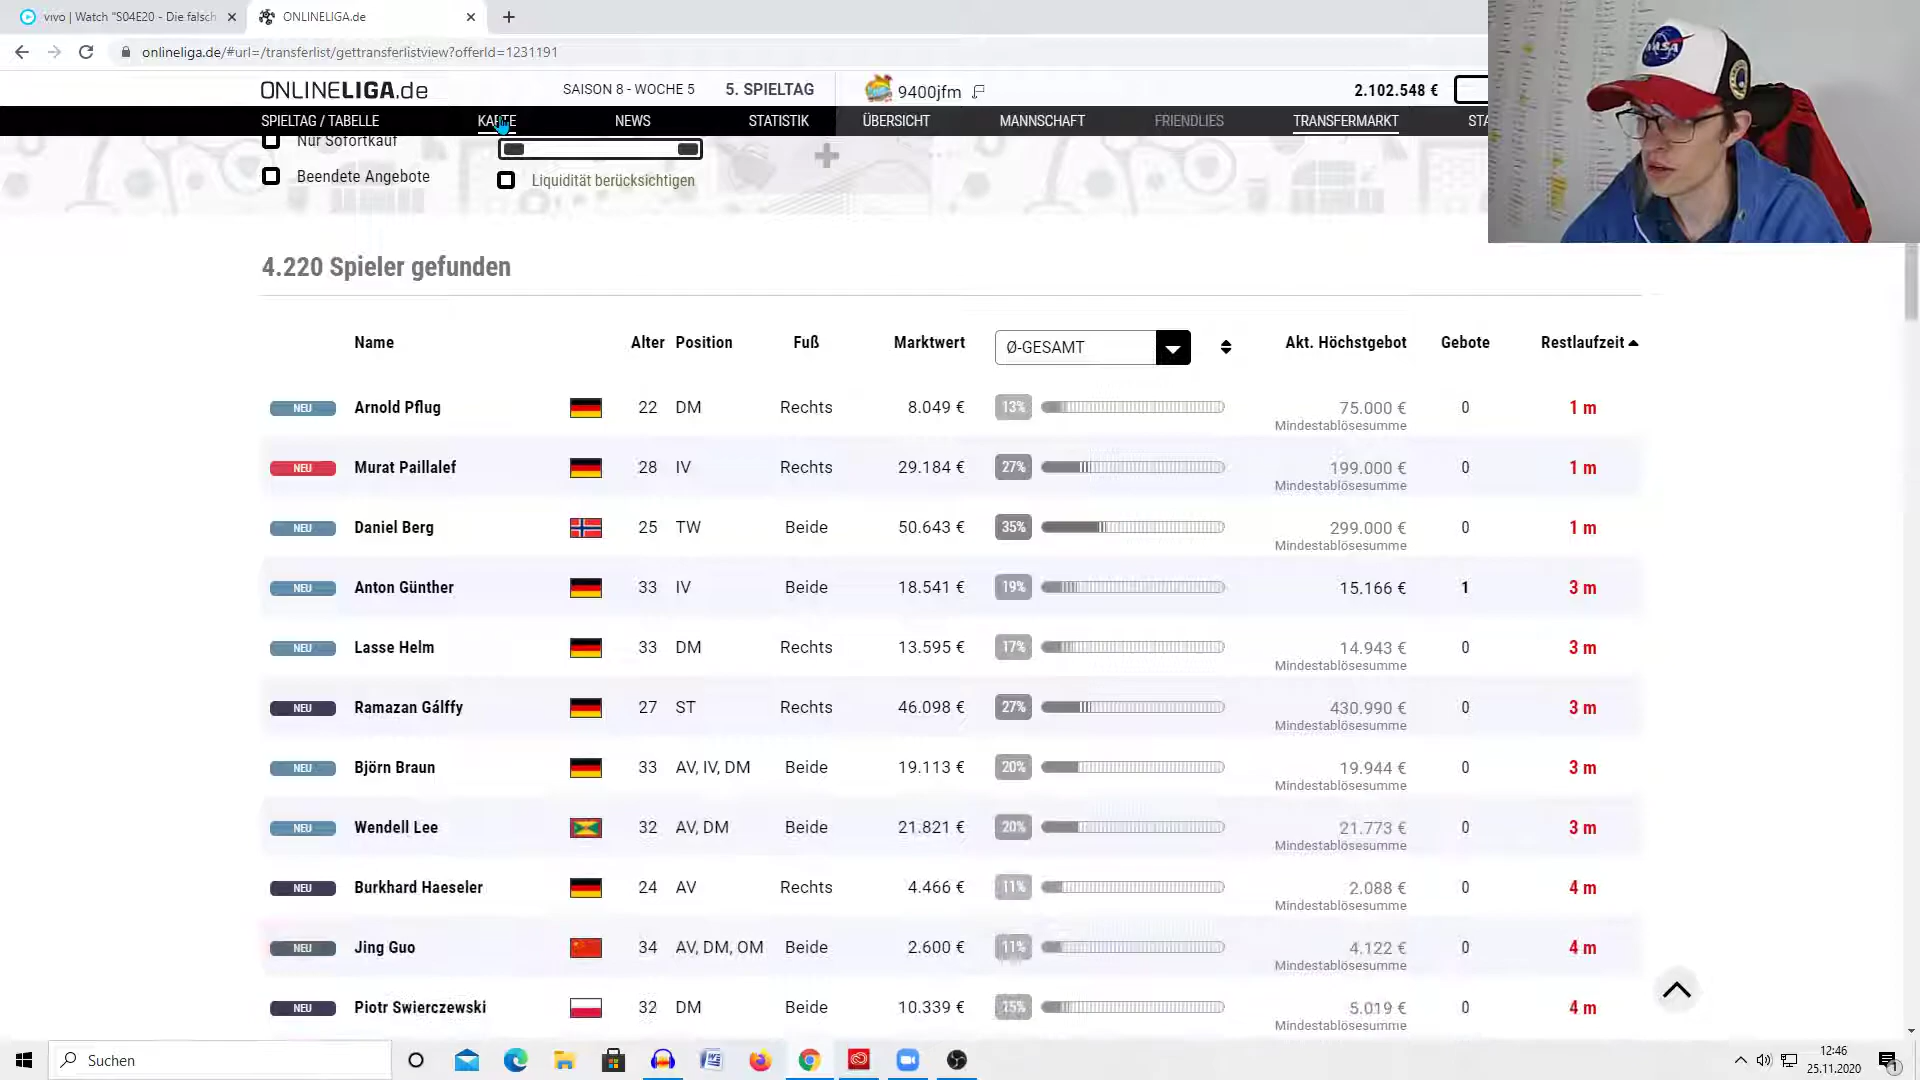 vivo | Watch "S04E20 - Die falsch
ONLINELIGA.de
onlineliga.de/#url=/transferlist/gettransferlistview?offerId=1231191
ONLINELIGA.de SAISON 8 - WOCHE 5 5. SPIELTAG 9400jfm 2.102.548 €
SPIELTAG / TABELLE KARTE NEWS STATISTIK ÜBERSICHT MANNSCHAFT FRIENDLIES TRANSFERMARKT STA
Nur Sofortkauf
Beendete Angebote Liquidität berücksichtigen
NASA
4.220 Spieler gefunden
Name Alter Position Fuß Marktwert Ø-GESAMT Akt. Höchstgebot Gebote Restlaufzeit
NEU Arnold Pflug 22 DM Rechts 8.049 € 13% 75.000 € 0 1 m
Mindestablösesumme
NEU Murat Paillalef 28 IV Rechts 29.184 € 27% 199.000 € 0 1 m
Mindestablösesumme
NEU Daniel Berg 25 TW Beide 50.643 € 35% 299.000 € 0 1 m
Mindestablösesumme
NEU Anton Günther 33 IV Beide 18.541 € 19% 15.166 € 1 3 m
NEU Lasse Helm 33 DM Rechts 13.595 € 17% 14.943 € 0 3 m
Mindestablösesumme
NEU Ramazan Gálffy 27 ST Rechts 46.098 € 27% 430.990 € 0 3 m
Mindestablösesumme
NEU Björn Braun 33 AV, IV, DM Beide 19.113 € 20% 19.944 € 0 3 m
Mindestablösesumme
NEU Wendell Lee 32 AV, DM Beide 21.821 € 20% 21.773 € 0 3 m
Mindestablösesumme
NEU Burkhard Haeseler 24 AV Rechts 4.466 € 11% 2.088 € 0 4 m
Mindestablösesumme
NEU Jing Guo 34 AV, DM, OM Beide 2.600 € 11% 4.122 € 0 4 m
Mindestablösesumme
NEU Piotr Swierczewski 32 DM Beide 10.339 € 15% 5.019 € 0 4 m
Mindestablösesumme
Suchen
12:46
25.11.2020
1